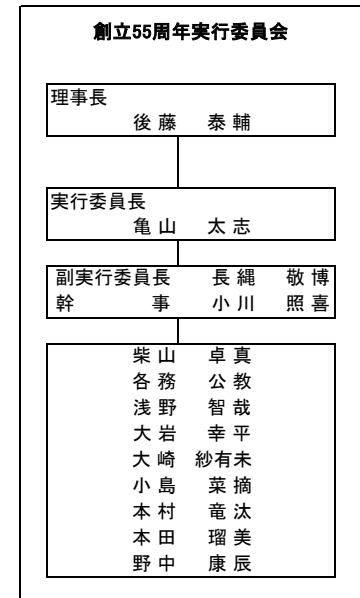 創立55周年実行委員会
理事長
後藤 泰輔
実行委員長
亀山 太志
副実行委員長 長縄 敬博
幹事 小川 照喜
柴山 卓真
各務 公教
浅野 智哉
大岩 幸平
大崎 紗有未
小島 菜摘
本村 竜汰
本田 瑠美
野中 康辰